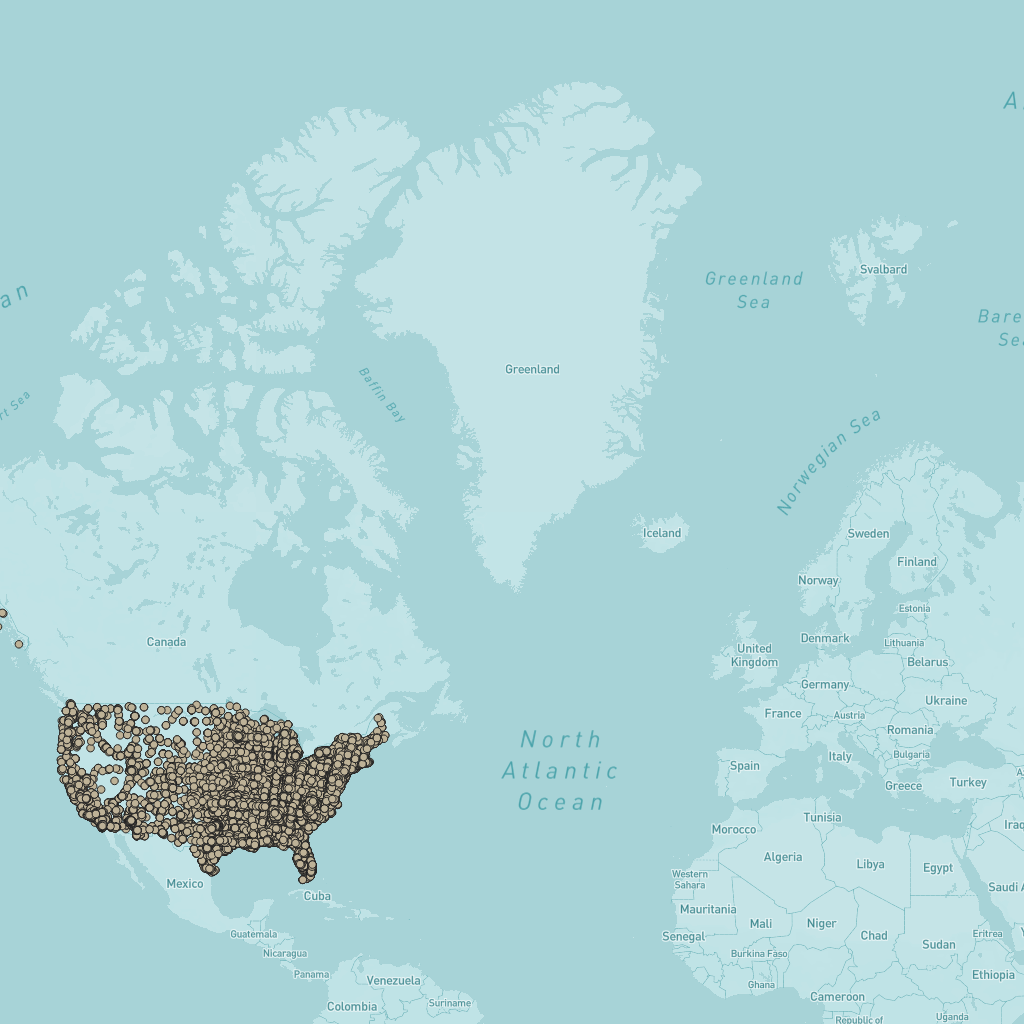 A
an
Greenland
Sea
Svalbard
Bare
Sea
Greenland
Baffin Bay
rt Sea
Norwegian Sea
Iceland
Sweden
Finland
Norway
Estonia
Canada
Denmark
Lithuania
United
Kingdom
Belarus
Germany
Ukraine
France
Austria
Romania
North
Atlantic
Ocean
Italy
Bulgaria
Spain
Greece
Turkey
Tunisia
Morocco
Iraq
Algeria
Libya
Egypt
Western
Sahara
Saudi A
Mexico
Cuba
Mauritania
Mali
Niger
Chad
Senegal
Guatemala
Sudan
Eritrea
Nicaragua
Burkina Faso
Panama
Ethiopia
Venezuela
Ghana
Cameroon
Colombia
Suriname
Republic of
Uganda